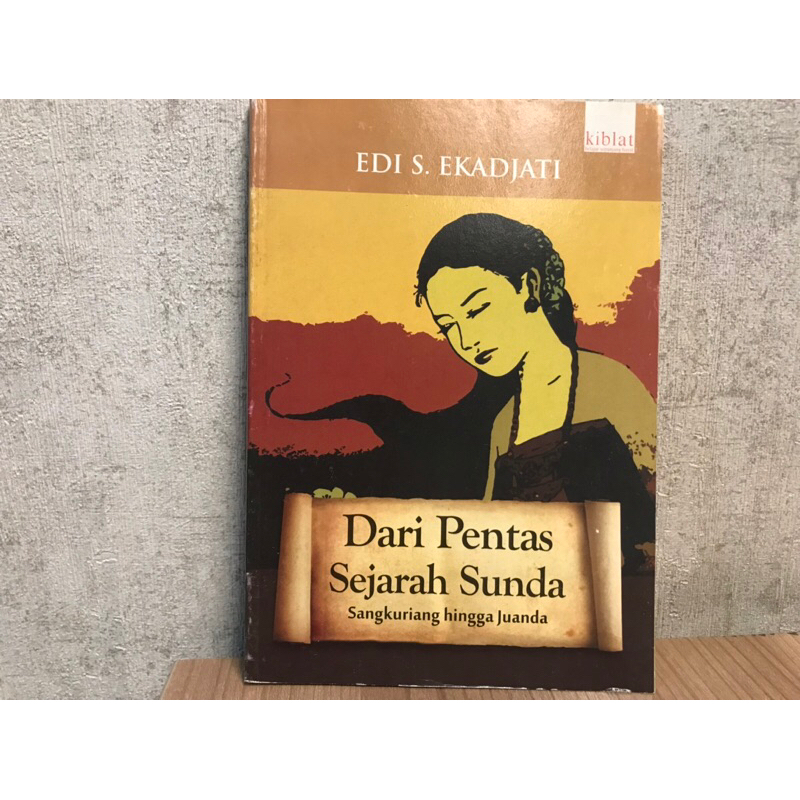 kiblat
EDI S. EKADJATI
Dari Pentas
Sejarah Sunda
Sangkuriang hingga Juanda